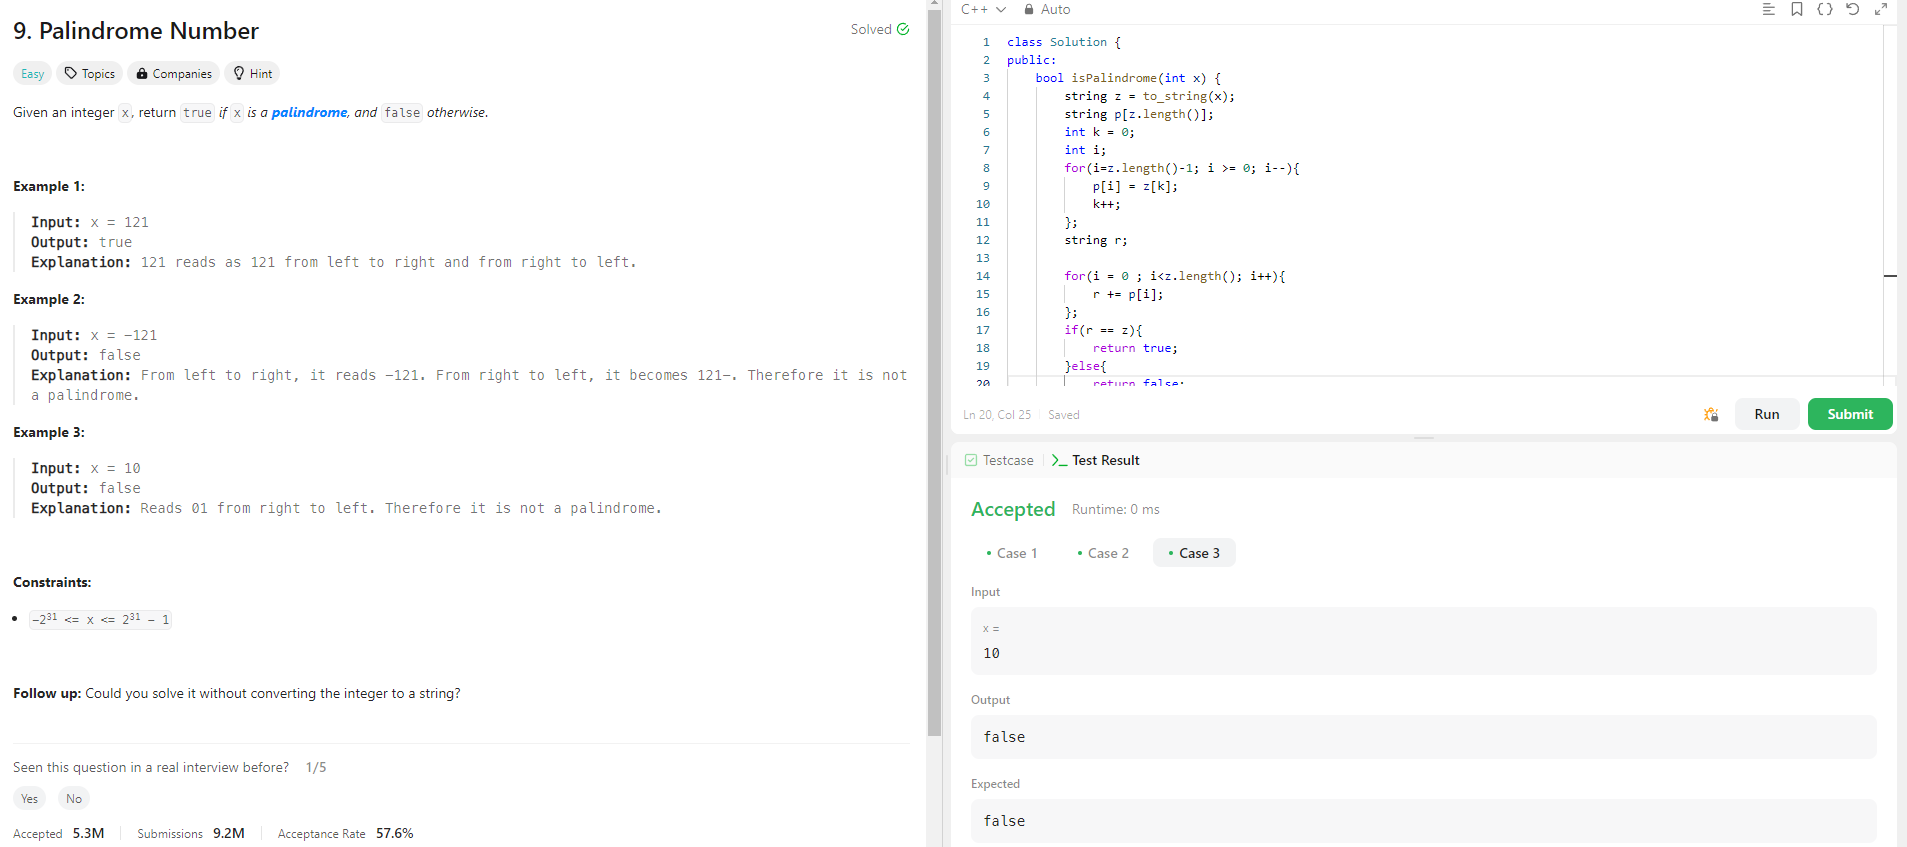 9. Palindrome Number
Solved
Easy Topics Companies Hint
Given an integer x, return true if x is a palindrome, and false otherwise.
Example 1:
Input: x = 121
Output: true
Explanation: 121 reads as 121 from left to right and from right to left.
Example 2:
Input: x = -121
Output: false
Explanation: From left to right, it reads -121. From right to left, it becomes 121-. Therefore it is not
a palindrome.
Example 3:
Input: x = 10
Output: false
Explanation: Reads 01 from right to left. Therefore it is not a palindrome.
Constraints:
• -2³¹ <= x <= 2³¹ - 1
Follow up: Could you solve it without converting the integer to a string?
Seen this question in a real interview before? 1/5
Yes No
Accepted 5.3M Submissions 9.2M Acceptance Rate 57.6%
C++ Auto
1 class Solution {
2 public:
3     bool isPalindrome(int x) {
4         string z = to_string(x);
5         string p[z.length()];
6         int k = 0;
7         int i;
8         for(i=z.length()-1; i >= 0; i--){
9             p[i] = z[k];
10             k++;
11         };
12         string r;
13
14         for(i = 0 ; i<z.length(); i++){
15             r += p[i];
16         };
17         if(r == z){
18             return true;
19         }else{
20             return false;
Ln 20, Col 25 Saved
Run Submit
Testcase >_ Test Result
Accepted Runtime: 0 ms
• Case 1 • Case 2 • Case 3
Input
x =
10
Output
false
Expected
false